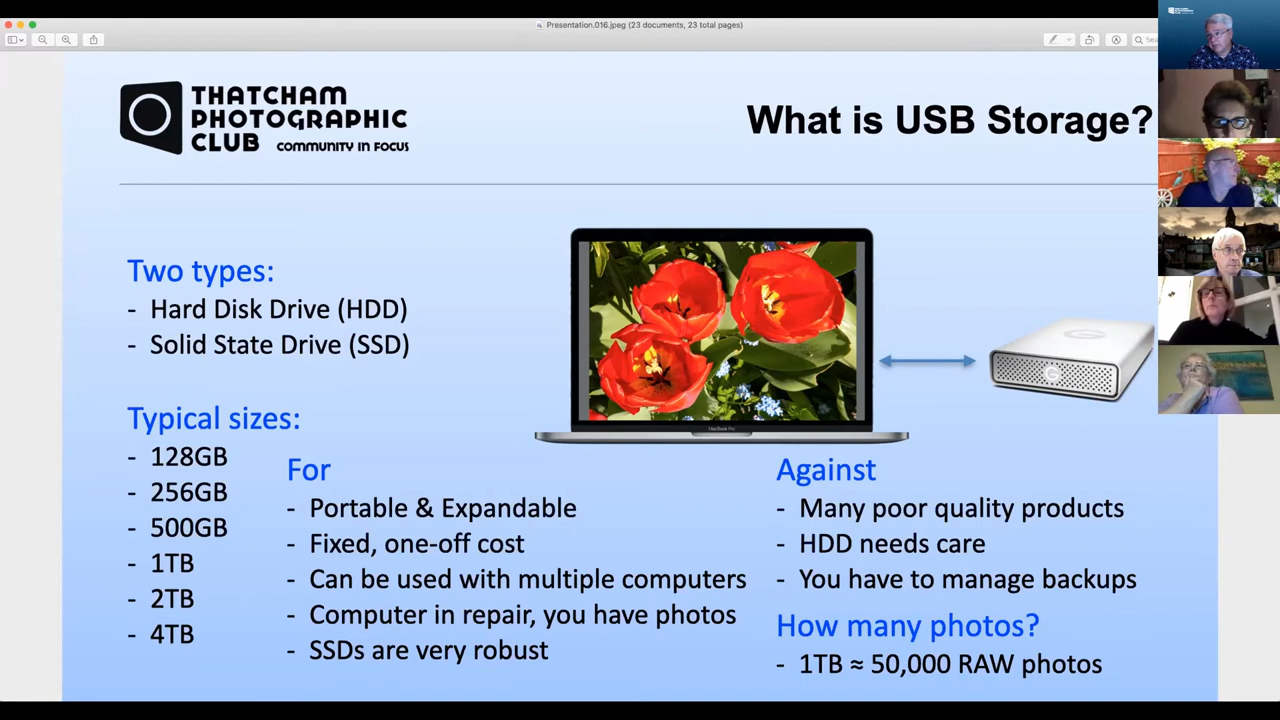 Presentation.016.jpeg (23 documents, 23 total pages)
THATCHAM
PHOTOGRAPHIC
CLUB COMMUNITY IN FOCUS
What is USB Storage?
Two types:
- Hard Disk Drive (HDD)
- Solid State Drive (SSD)
MacBook Pro
Typical sizes:
- 128GB
- 256GB
- 500GB
- 1TB
- 2TB
- 4TB
For
- Portable & Expandable
- Fixed, one-off cost
- Can be used with multiple computers
- Computer in repair, you have photos
- SSDs are very robust
Against
- Many poor quality products
- HDD needs care
- You have to manage backups
How many photos?
- 1TB ≈ 50,000 RAW photos